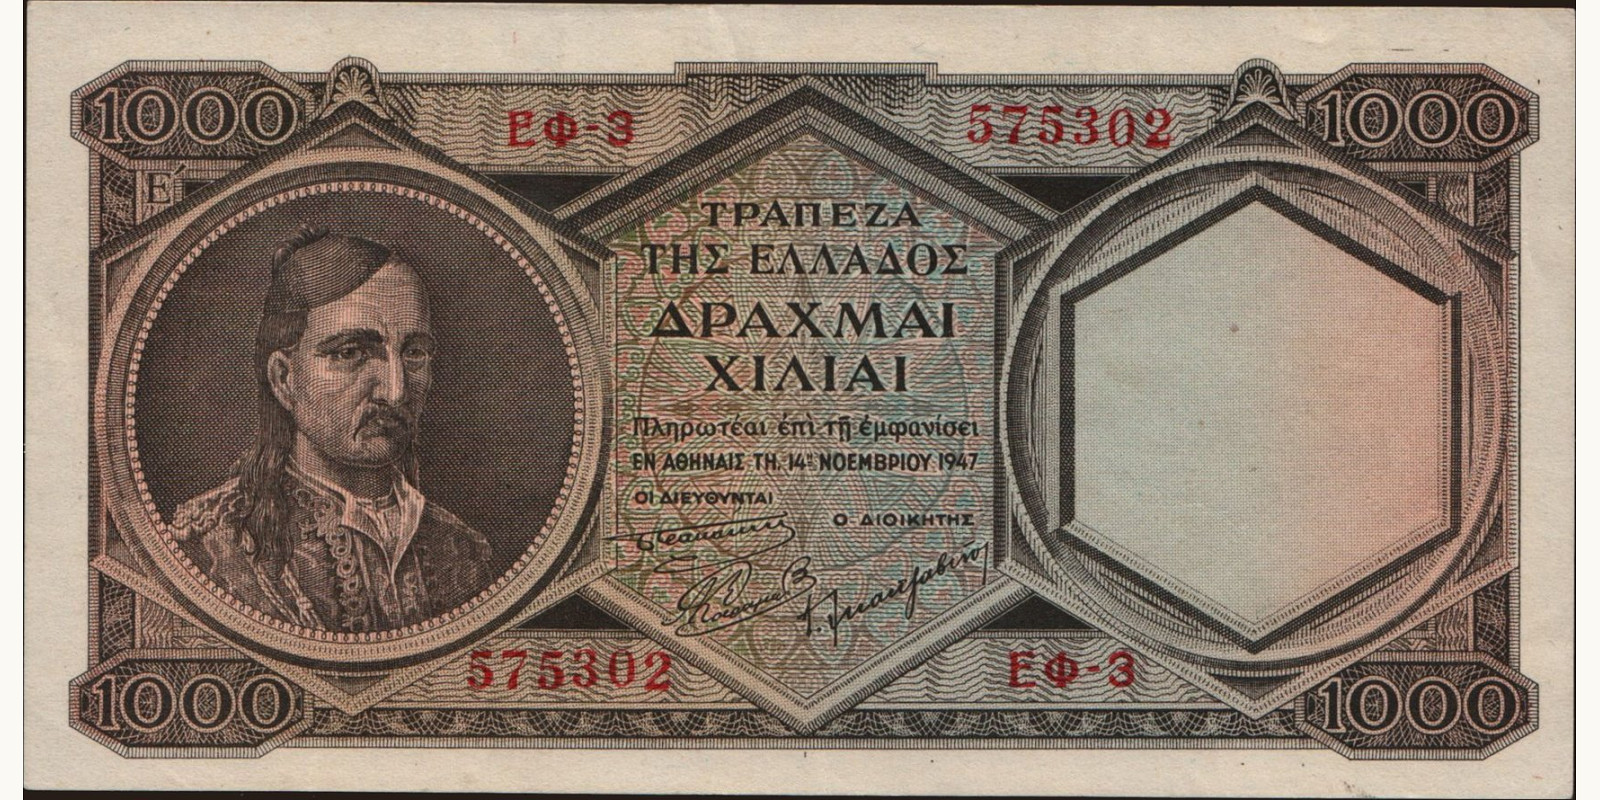 1000 ΕΦ-3 575302 1000
Έ
ΤΡΑΠΕΖΑ
ΤΗΣ ΕΛΛΑΔΟΣ
ΔΡΑΧΜΑΙ
ΧΙΛΙΑΙ
Πληρωτέαι ἐπὶ τῇ ἐμφανίσει
ΕΝ ΑΘΗΝΑΙΣ ΤΗ. 14ῃ ΝΟΕΜΒΡΙΟΥ 1947
ΟΙ ΔΙΕΥΘΥΝΤΑΙ
Ο ΔΙΟΙΚΗΤΗΣ
575302 ΕΦ-3
1000 1000